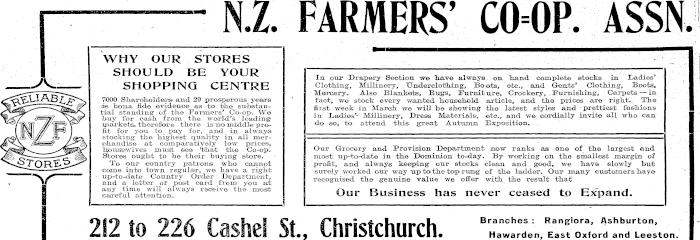 N.Z. FARMERS' CO=OP. ASSN.
RELIABLE
NZF
STORES
WHY OUR STORES
SHOULD BE YOUR
SHOPPING CENTRE
7000 Shareholders and 29 prosperous years
is bona fide evidence as to the substan-
tial standing of the Farmers' Co-op. We
buy for cash from the world's leading
markets, therefore there is no middle pro-
fit for you to pay for, and in always
stocking the highest quality in all mer-
chandise at comparatively low prices,
housewives must see that the Co-op.
Stores ought to be their buying store.
To our country patrons who can not
come into town regular, we have a right
up-to-date Country Order Department,
and a letter or post card from you at
any time will always receive the most
careful attention.
In our Drapery Section we have always on hand complete stocks in Ladies'
Clothing, Millinery, Underclothing, Boots, etc., and Gents' Clothing, Boots,
Mercery. Also Blankets, Rugs, Furniture, Crockery, Furnishing, Carpets—in
fact, we stock every wanted household article, and the prices are right. The
first week in March we will be showing the latest styles and prettiest fashions
in Ladies' Millinery, Dress Materials, etc., and we cordially invite all who can
do so, to attend this great Autumn Exposition.
Our Grocery and Provision Department now ranks as one of the largest and
most up-to-date in the Dominion to-day. By working on the smallest margin of
profit, and always keeping our stocks clean and good, we have slowly but
surely worked our way up to the top rung of the ladder. Our many customers have
recognised the genuine value we offer with the result that
Our Business has never ceased to Expand.
212 to 226 Cashel St., Christchurch.
Branches: Rangiora, Ashburton,
Hawarden, East Oxford and Leeston.